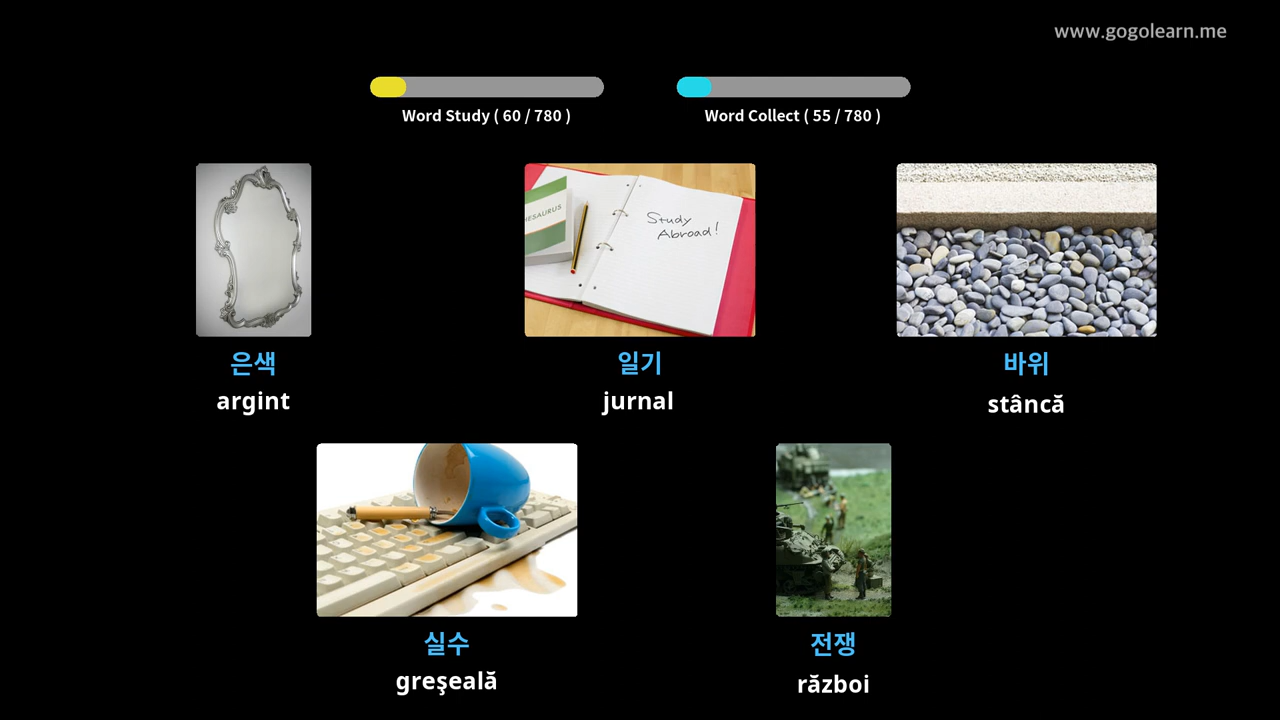 www.gogolearn.me
Word Study ( 60 / 780 )
Word Collect ( 55 / 780 )
HESAURUS
Study
Abroad!
은색
argint
일기
jurnal
바위
stâncă
실수
greşeală
전쟁
război